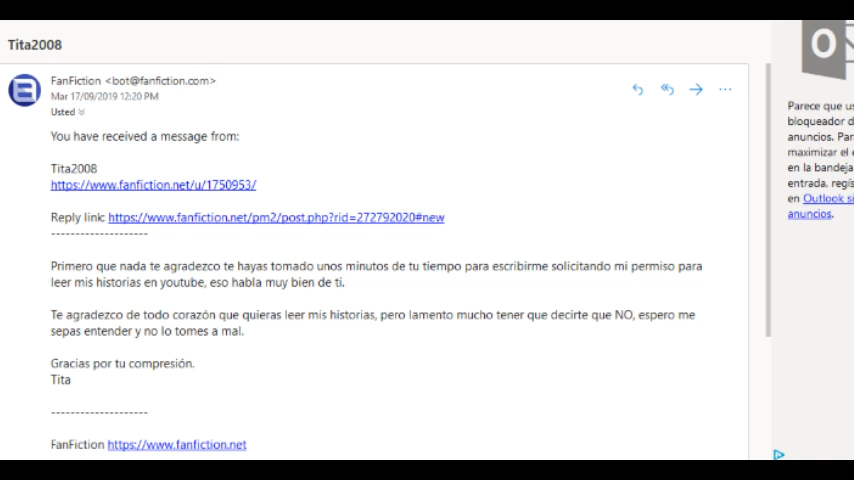 Tita2008
FanFiction <bot@fanfiction.com>
Mar 17/09/2019 12:20 PM
Usted
You have received a message from:
Tita2008
https://www.fanfiction.net/u/1750953/
Reply link: https://www.fanfiction.net/pm2/post.php?rid=272792020#new
--------------------
Primero que nada te agradezco te hayas tomado unos minutos de tu tiempo para escribirme solicitando mi permiso para
leer mis historias en youtube, eso habla muy bien de ti.
Te agradezco de todo corazón que quieras leer mis historias, pero lamento mucho tener que decirte que NO, espero me
sepas entender y no lo tomes a mal.
Gracias por tu compresión.
Tita
--------------------
FanFiction https://www.fanfiction.net
O
Parece que us
bloqueador d
anuncios. Par
maximizar el e
en la bandeja
entrada, regís
en Outlook si
anuncios.